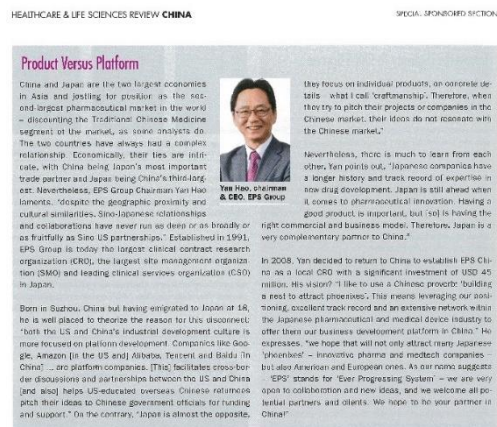 HEALTHCARE & LIFE SCIENCES REVIEW CHINA
SPECIAL SPONSORED SECTION
Product Versus Platform
China and Japan are the two largest economies
in Asia and jostling for position as the sec-
ond-largest pharmaceutical market in the world
– discounting the Traditional Chinese Medicine
segment of the market, as some analysts do.
The two countries have always had a complex
relationship. Economically, their ties are intri-
cate, with China being Japan's most important
trade partner and Japan being China's third-larg-
est. Nevertheless, EPS Group Chairman Yan Hao
laments, "despite the geographic proximity and
cultural similarities, Sino-Japanese relationships
and collaborations have never run as deep or as broadly or
as fruitfully as Sino US partnerships." Established in 1991,
EPS Group is today the largest clinical contract research
organization (CRO), the largest site management organiza-
tion (SMO) and leading clinical services organization (CSO)
in Japan.
Born in Suzhou, China but having emigrated to Japan at 18,
he is well placed to theorize the reason for this disconnect:
"both the US and China's industrial development culture is
more focused on platform development. Companies like Goo-
gle, Amazon [in the US and] Alibaba, Tencent and Baidu [in
China] ... are platform companies. [This] facilitates cross-bor-
der discussions and partnerships between the US and China
[and also] helps US-educated overseas Chinese returnees
pitch their ideas to Chinese government officials for funding
and support." On the contrary, "Japan is almost the opposite,
Yan Hao, chairman
& CEO, EPS Group
they focus on individual products, on concrete de-
tails – what I call 'craftmanship'. Therefore, when
they try to pitch their projects or companies in the
Chinese market, their ideas do not resonate with
the Chinese market."
Nevertheless, there is much to learn from each
other, Yan points out. "Japanese companies have
a longer history and track record of expertise in
new drug development. Japan is still ahead when
it comes to pharmaceutical innovation. Having a
good product is important, but [so] is having the
right commercial and business model. Therefore, Japan is a
very complementary partner to China."
In 2008, Yan decided to return to China to establish EPS Chi-
na as a local CRO with a significant investment of USD 45
million. His vision? "I like to use a Chinese proverb: 'building
a nest to attract phoenixes'. This means leveraging our posi-
tioning, excellent track record and an extensive network within
the Japanese pharmaceutical and medical device industry to
offer them our business development platform in China." He
expresses, "we hope that will not only attract many Japanese
'phoenixes' – innovative pharma and medtech companies –
but also American and European ones. As our name suggests
– 'EPS' stands for 'Ever Progressing System' – we are very
open to collaboration and new ideas, and we welcome all po-
tential partners and clients. We hope to be your partner in
China!"